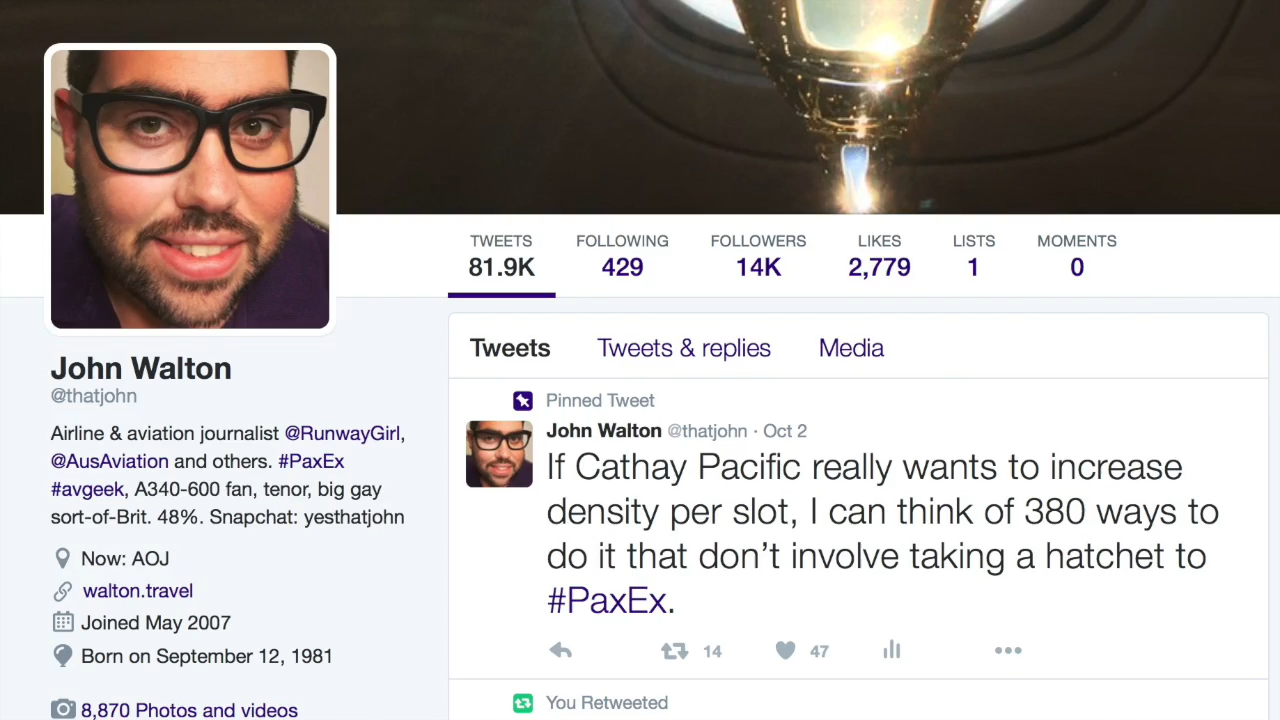 TWEETS FOLLOWING FOLLOWERS LIKES LISTS MOMENTS
81.9K 429 14K 2,779 1 0
John Walton
@thatjohn
Airline & aviation journalist @RunwayGirl,
@AusAviation and others. #PaxEx
#avgeek, A340-600 fan, tenor, big gay
sort-of-Brit. 48%. Snapchat: yesthatjohn
Now: AOJ
walton.travel
Joined May 2007
Born on September 12, 1981
8,870 Photos and videos
Tweets Tweets & replies Media
Pinned Tweet
John Walton @thatjohn · Oct 2
If Cathay Pacific really wants to increase
density per slot, I can think of 380 ways to
do it that don’t involve taking a hatchet to
#PaxEx.
14 47
You Retweeted